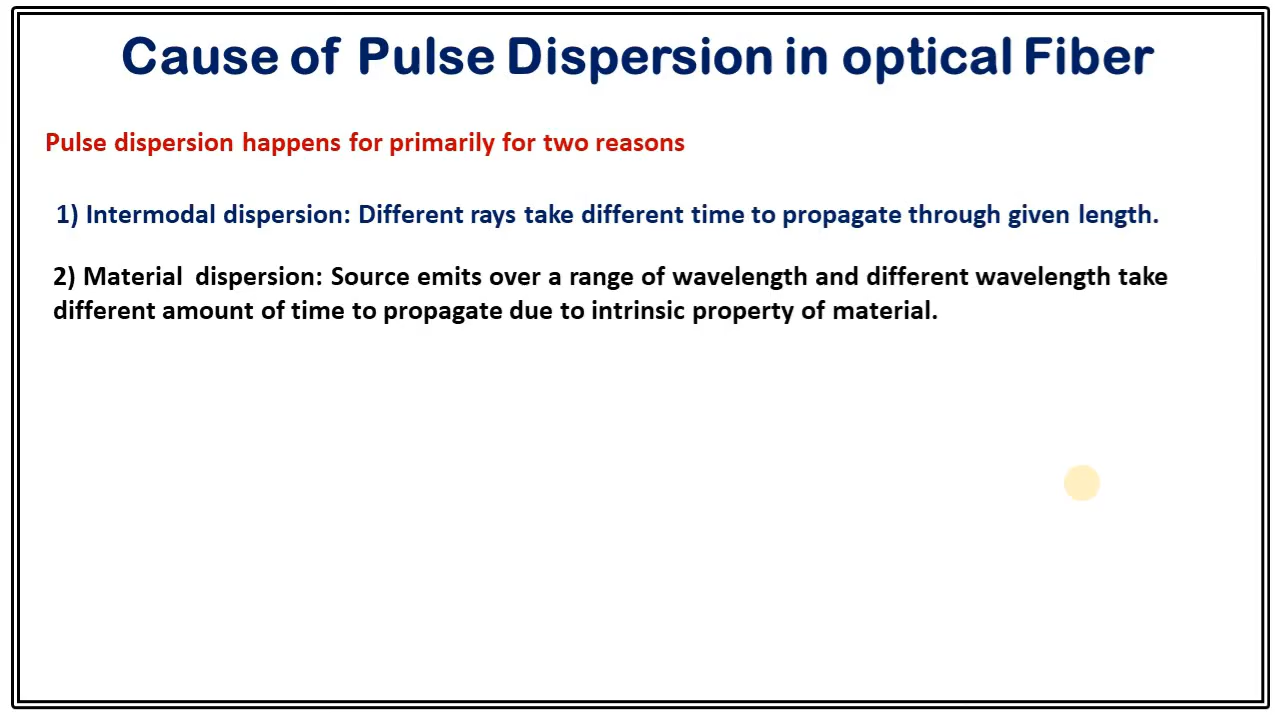 Cause of Pulse Dispersion in optical Fiber
Pulse dispersion happens for primarily for two reasons
1) Intermodal dispersion: Different rays take different time to propagate through given length.
2) Material dispersion: Source emits over a range of wavelength and different wavelength take
different amount of time to propagate due to intrinsic property of material.